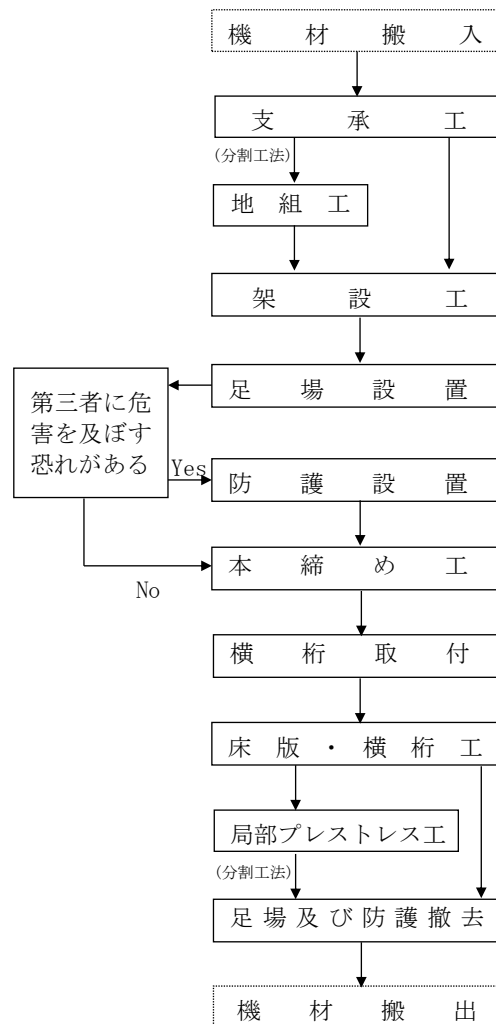 機材搬入
支承工
(分割工法)
地組工
架設工
足場設置
第三者に危
害を及ぼす
恐れがある
Yes
防護設置
本締め工
No
横桁取付
床版・横桁工
局部プレストレス工
(分割工法)
足場及び防護撤去
機材搬出